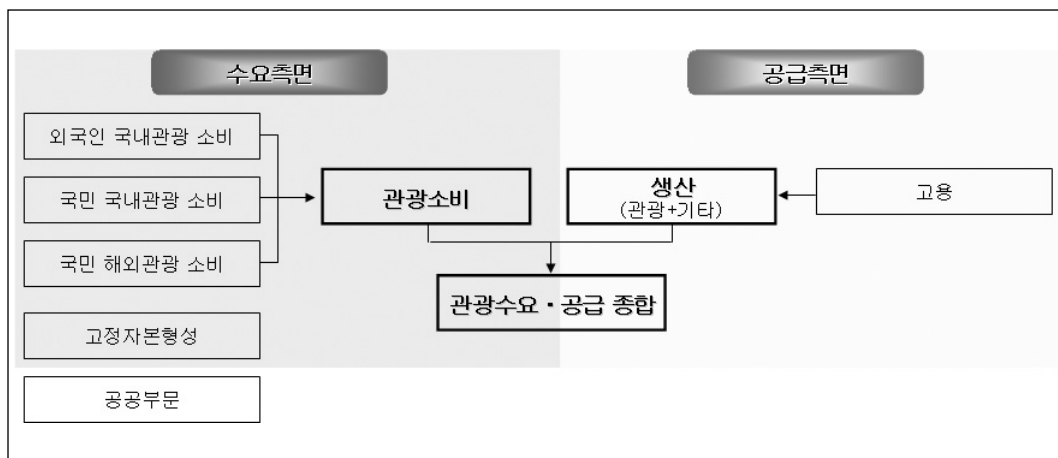 수요측면
공급측면
외국인 국내관광 소비
국민 국내관광 소비
국민 해외관광 소비
고정자본형성
공공부문
관광소비
생산
(관광+기타)
고용
관광수요・공급 종합